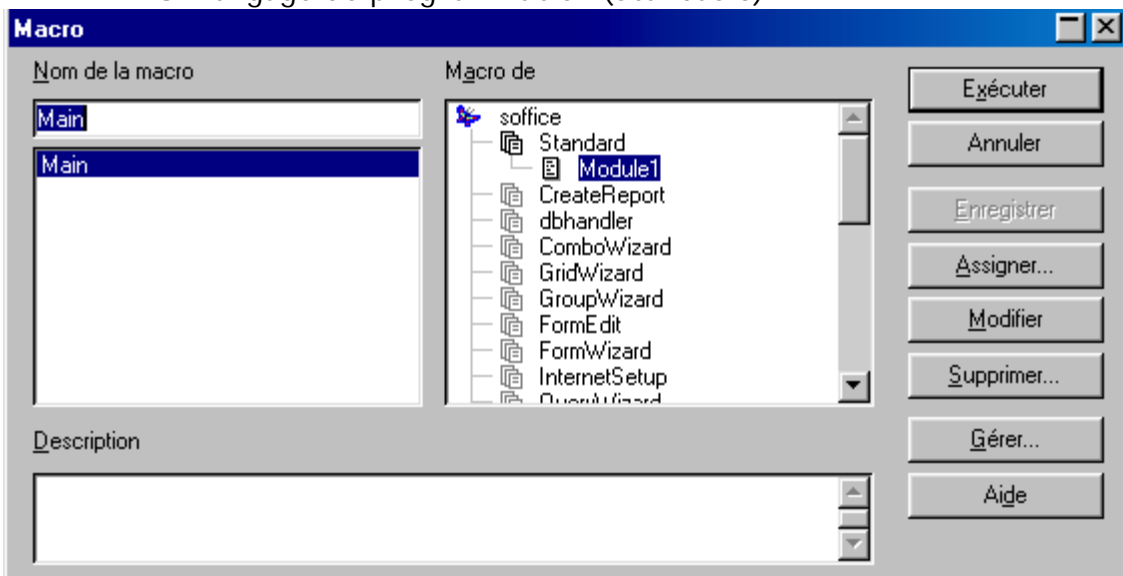 Macro
Nom de la macro
Main
Main
Macro de
soffice
Standard
Module1
CreateReport
dbhandler
ComboWizard
GridWizard
GroupWizard
FormEdit
FormWizard
InternetSetup
QueryWizard
Description
Exécuter
Annuler
Enregistrer
Assigner...
Modifier
Supprimer...
Gérer...
Aide